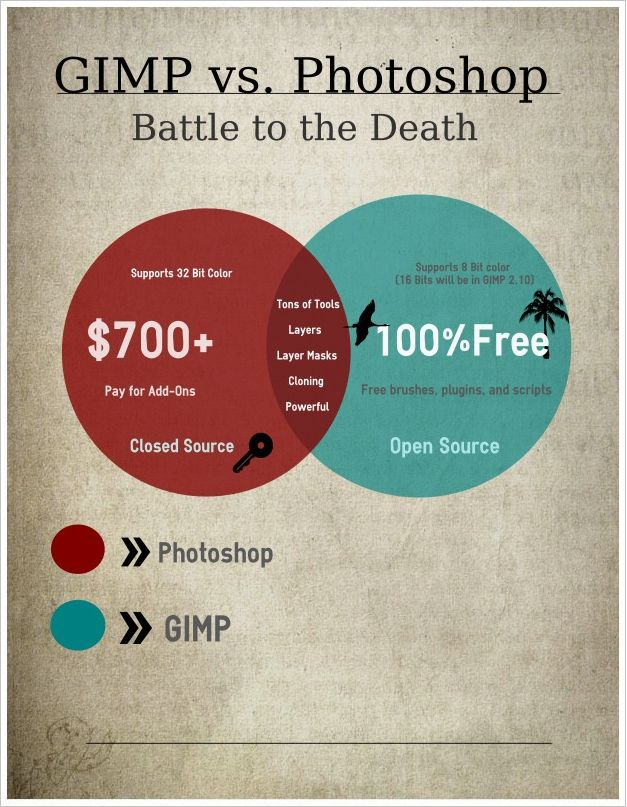 GIMP vs. Photoshop
Battle to the Death
Supports 32 Bit Color
$700+
Pay for Add-Ons
Closed Source
Tons of Tools
Layers
Layer Masks
Cloning
Powerful
Supports 8 Bit color
(16 Bits will be in GIMP 2.10)
100%Free
Free brushes, plugins, and scripts
Open Source
Photoshop
GIMP